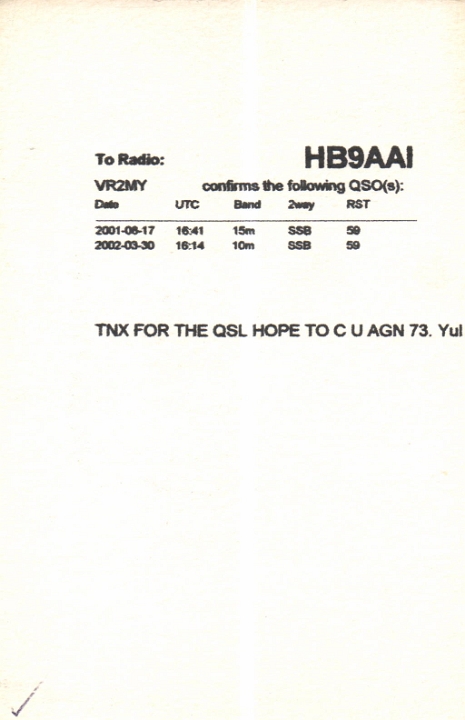 To Radio: HB9AAI
VR2MY confirms the following QSO(s):
Date UTC Band 2way RST
2001-06-17 16:41 15m SSB 59
2002-03-30 16:14 10m SSB 59
TNX FOR THE QSL HOPE TO C U AGN 73. Yul